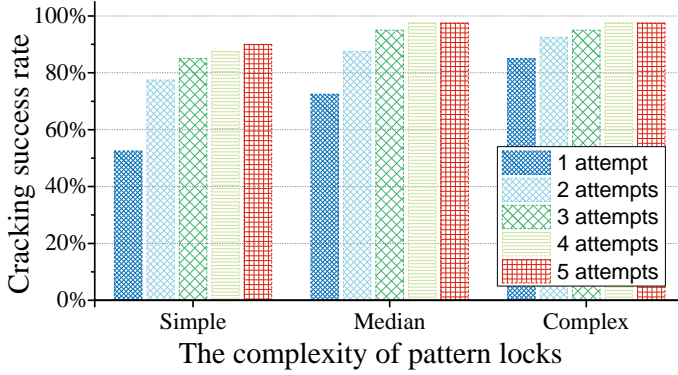 100%
80%
60%
40%
20%
0%
Cracking success rate
1 attempt
2 attempts
3 attempts
4 attempts
5 attempts
Simple Median Complex
The complexity of pattern locks